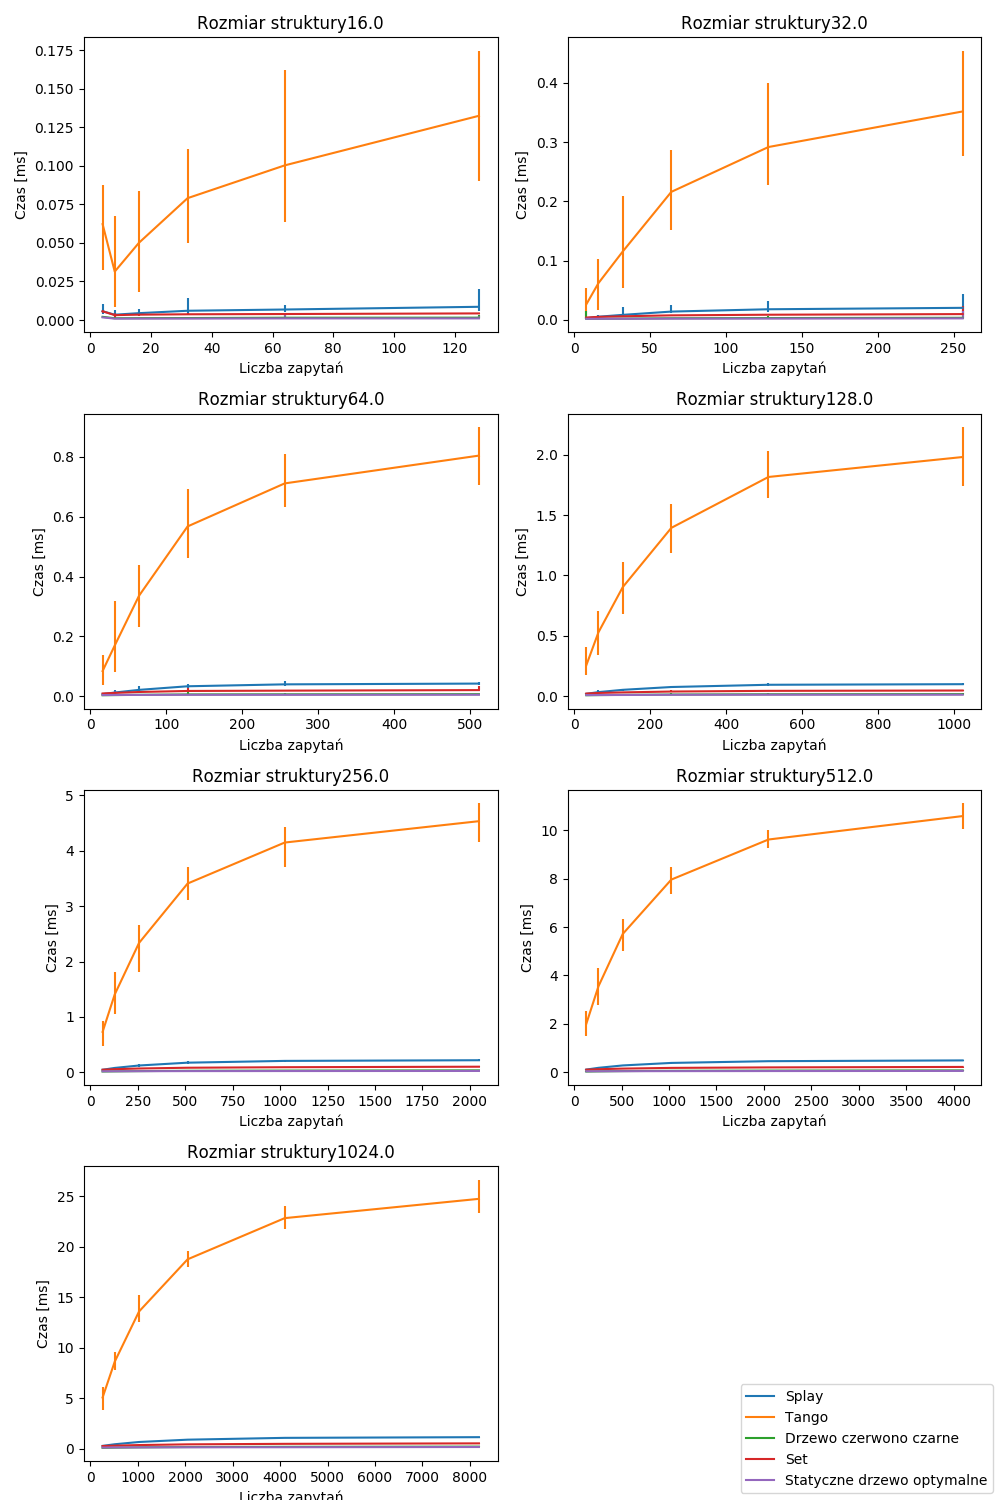 Rozmiar struktury16.0
0.175
0.150
0.125
0.100
0.075
0.050
0.025
0.000
Czas [ms]
0 20 40 60 80 100 120
Liczba zapytań
Rozmiar struktury32.0
0.4
0.3
0.2
0.1
0.0
Czas [ms]
0 50 100 150 200 250
Liczba zapytań
Rozmiar struktury64.0
0.8
0.6
0.4
0.2
0.0
Czas [ms]
0 100 200 300 400 500
Liczba zapytań
Rozmiar struktury128.0
2.0
1.5
1.0
0.5
0.0
Czas [ms]
0 200 400 600 800 1000
Liczba zapytań
Rozmiar struktury256.0
5
4
3
2
1
0
Czas [ms]
0 250 500 750 1000 1250 1500 1750 2000
Liczba zapytań
Rozmiar struktury512.0
10
8
6
4
2
0
Czas [ms]
0 500 1000 1500 2000 2500 3000 3500 4000
Liczba zapytań
Rozmiar struktury1024.0
25
20
15
10
5
0
Czas [ms]
0 1000 2000 3000 4000 5000 6000 7000 8000
Liczba zapytań
Splay
Tango
Drzewo czerwono czarne
Set
Statyczne drzewo optymalne